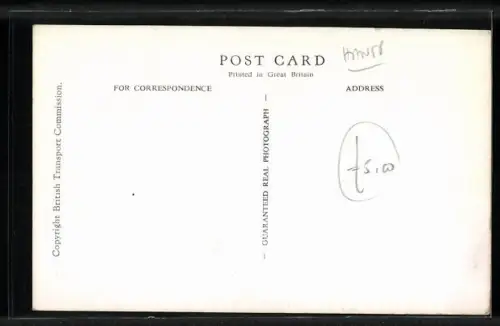 POST CARD
Printed in Great Britain
FOR CORRESPONDENCE
ADDRESS
Copyright British Transport Commission.
— GUARANTEED REAL PHOTOGRAPH —
£5.00